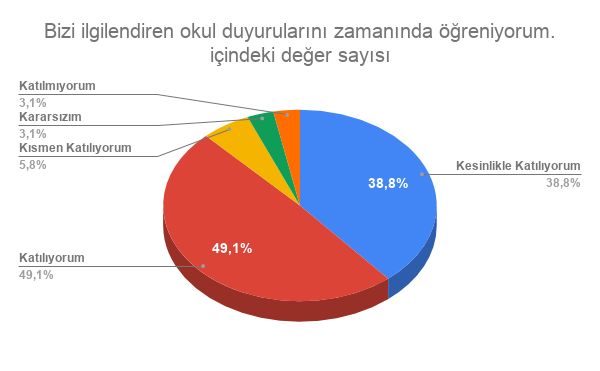 Bizi ilgilendiren okul duyurularını zamanında öğreniyorum.
içindeki değer sayısı
Katılmıyorum
3,1%
Kararsızım
3,1%
Kısmen Katılıyorum
5,8%
Kesinlikle Katılıyorum
38,8%
38,8%
49,1%
Katılıyorum
49,1%